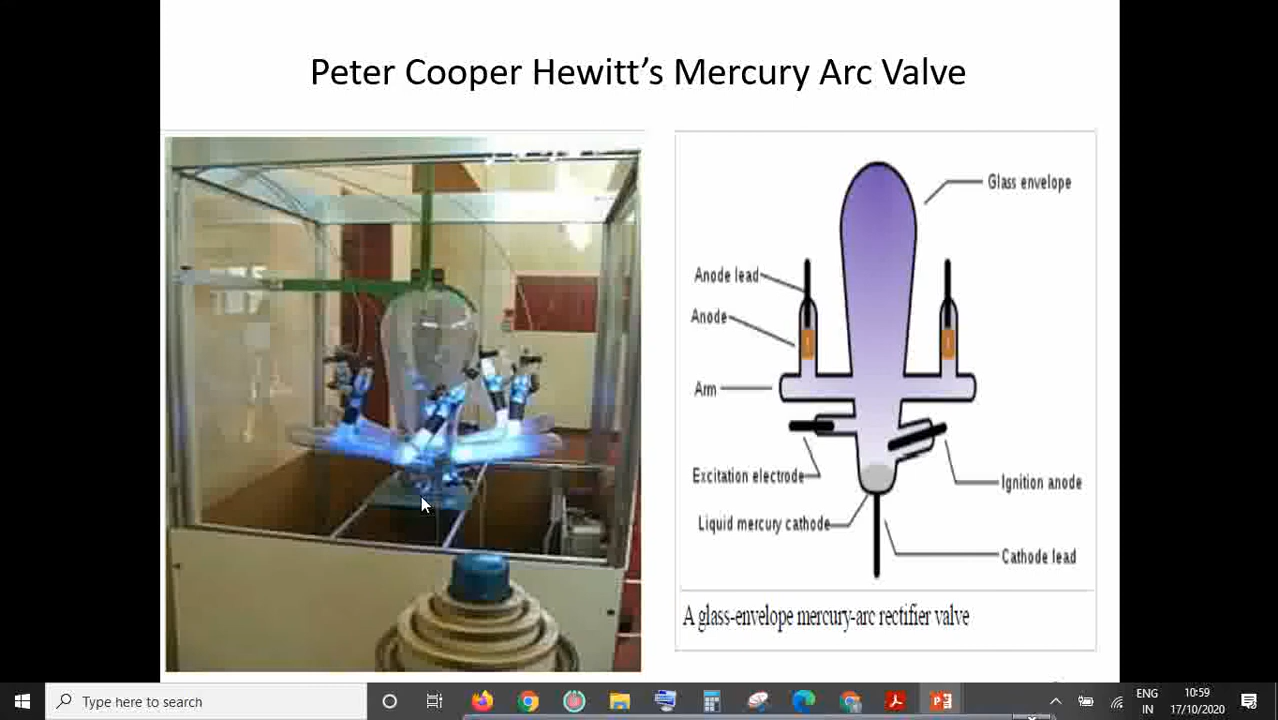 Peter Cooper Hewitt’s Mercury Arc Valve
Glass envelope
Anode lead
Anode
Arm
Excitation electrode
Ignition anode
Liquid mercury cathode
Cathode lead
A glass-envelope mercury-arc rectifier valve
Type here to search
ENG
IN
10:59
17/10/2020